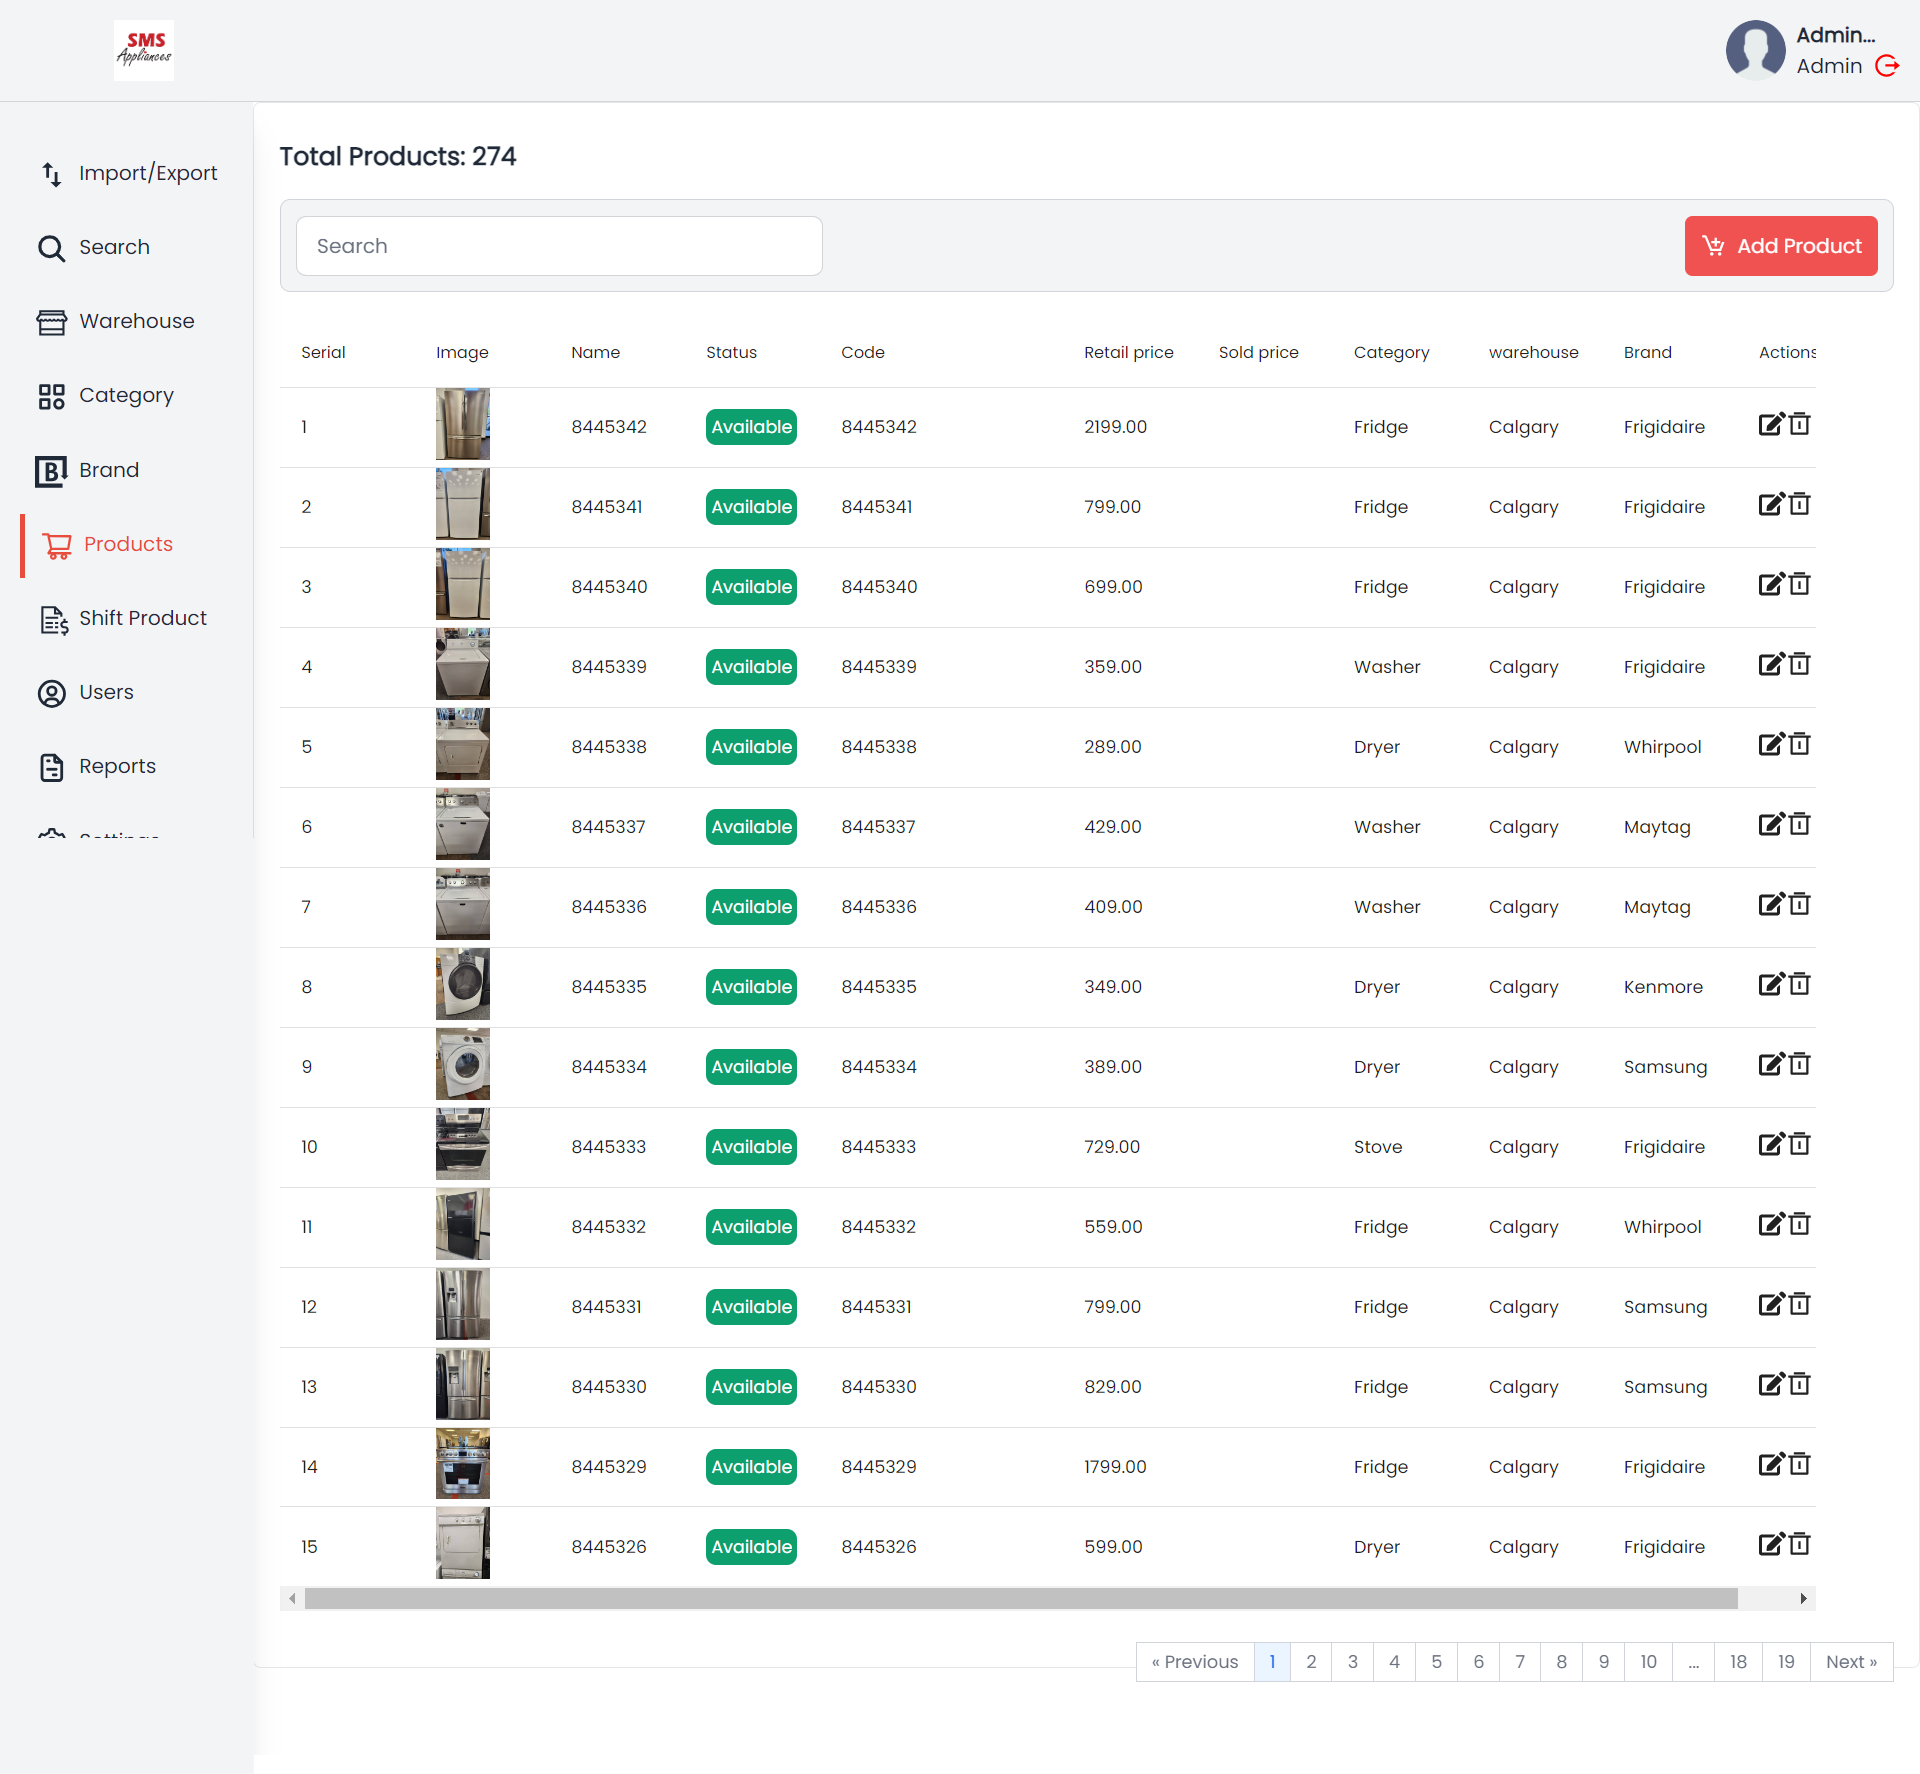 SMS
Appliances
Admin...
Admin
Import/Export
Search
Warehouse
Category
Brand
Products
Shift Product
Users
Reports
Settings
Total Products: 274
Search
Add Product
Serial Image Name Status Code Retail price Sold price Category warehouse Brand Actions
1 8445342 Available 8445342 2199.00 Fridge Calgary Frigidaire
2 8445341 Available 8445341 799.00 Fridge Calgary Frigidaire
3 8445340 Available 8445340 699.00 Fridge Calgary Frigidaire
4 8445339 Available 8445339 359.00 Washer Calgary Frigidaire
5 8445338 Available 8445338 289.00 Dryer Calgary Whirpool
6 8445337 Available 8445337 429.00 Washer Calgary Maytag
7 8445336 Available 8445336 409.00 Washer Calgary Maytag
8 8445335 Available 8445335 349.00 Dryer Calgary Kenmore
9 8445334 Available 8445334 389.00 Dryer Calgary Samsung
10 8445333 Available 8445333 729.00 Stove Calgary Frigidaire
11 8445332 Available 8445332 559.00 Fridge Calgary Whirpool
12 8445331 Available 8445331 799.00 Fridge Calgary Samsung
13 8445330 Available 8445330 829.00 Fridge Calgary Samsung
14 8445329 Available 8445329 1799.00 Fridge Calgary Frigidaire
15 8445326 Available 8445326 599.00 Dryer Calgary Frigidaire
« Previous 1 2 3 4 5 6 7 8 9 10 ... 18 19 Next »